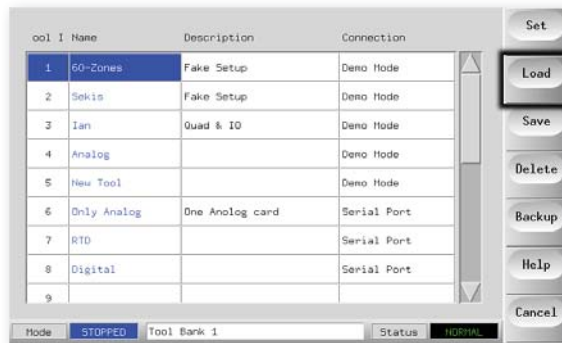 ool I Name Description Connection
1 60-Zones Fake Setup Demo Mode
2 Sekis Fake Setup Demo Mode
3 Ian Quad & IO Demo Mode
4 Analog Demo Mode
5 New Tool Demo Mode
6 Only Analog One Anolog card Serial Port
7 RTD Serial Port
8 Digital Serial Port
9
Mode STOPPED Tool Bank 1 Status NORMAL
Set
Load
Save
Delete
Backup
Help
Cancel